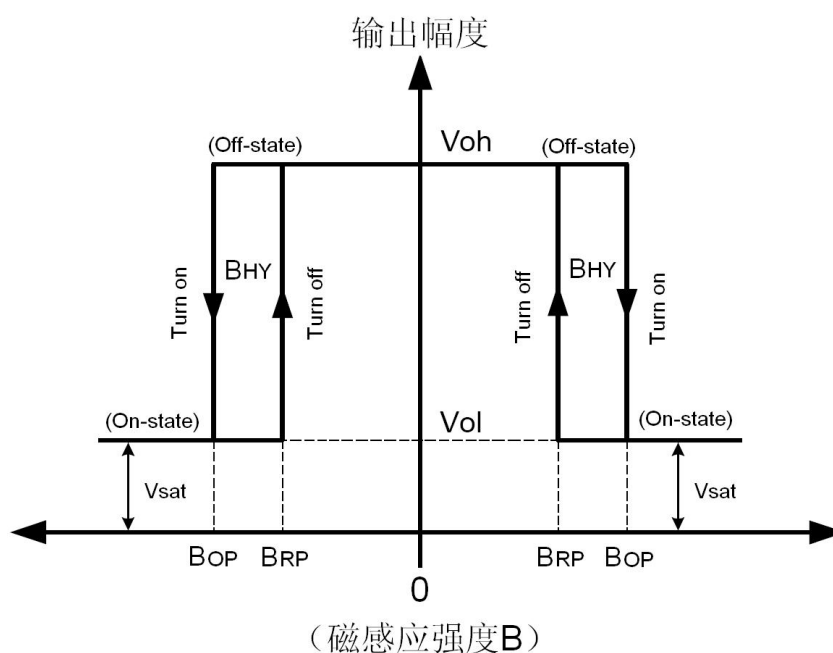 输出幅度
(Off-state)
Voh
(Off-state)
Turn on
BHY
Turn off
Turn off
BHY
Turn on
(On-state)
Vol
(On-state)
Vsat
Vsat
BOP
BRP
BRP
BOP
0
（磁感应强度B）